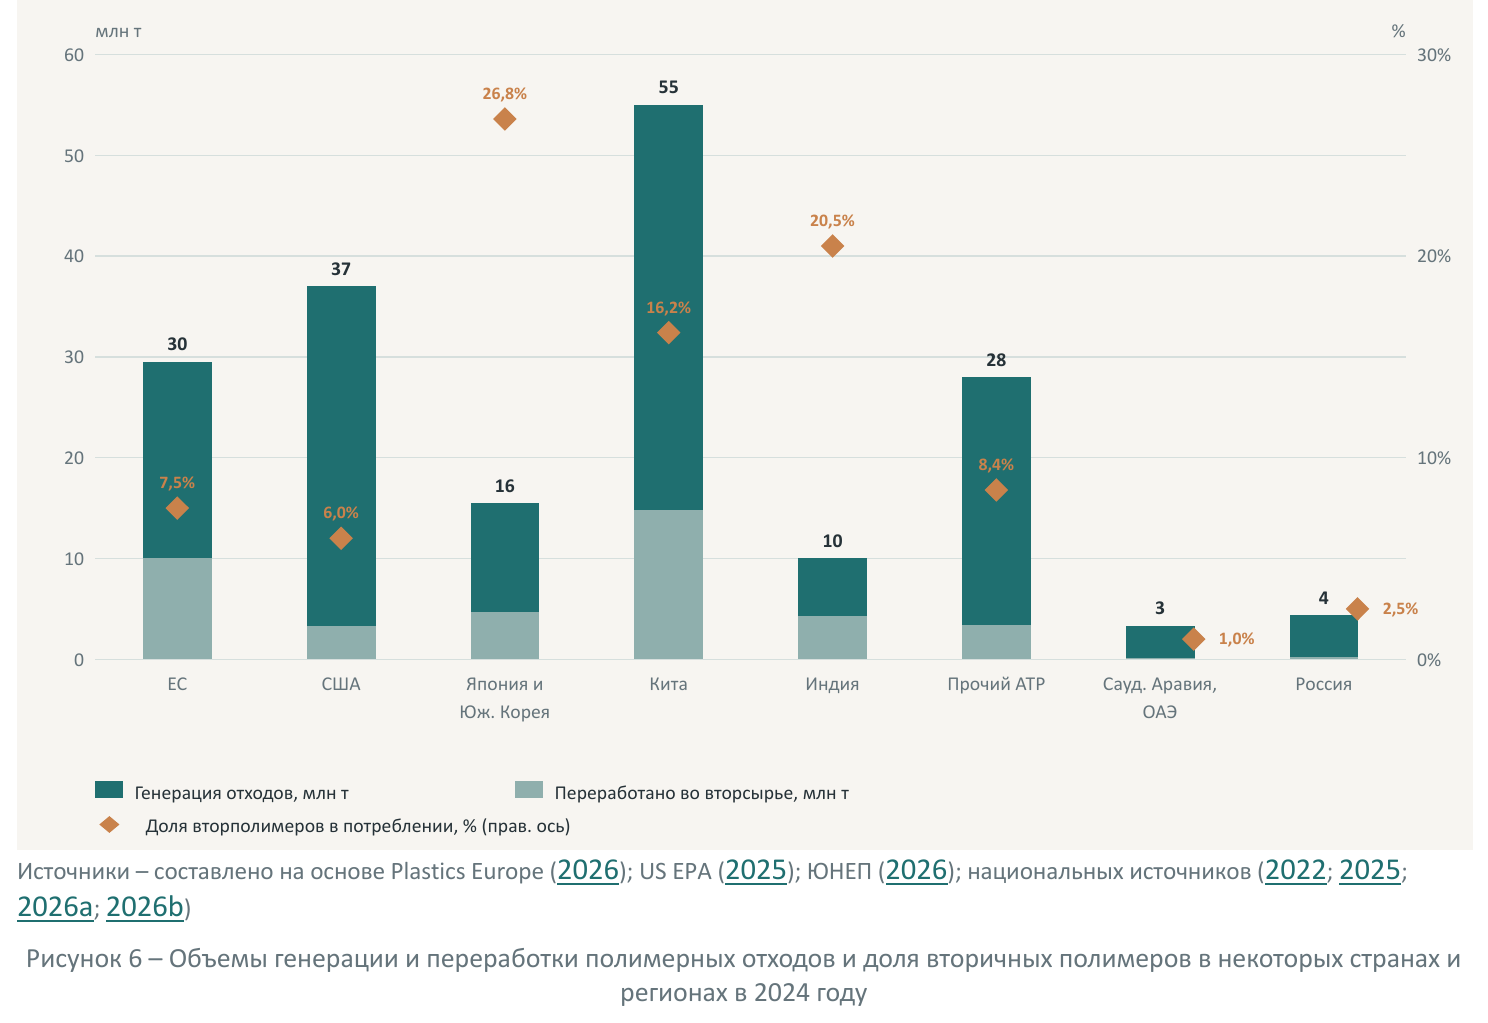 млн т
%
60
30%
55
26,8%
50
20,5%
40
20%
37
16,2%
30
30
28
20
10%
7,5%
6,0%
16
8,4%
10
10
3
4
1,0%
2,5%
0
0%
ЕС
США
Япония и
Юж. Корея
Кита
Индия
Прочий АТР
Сауд. Аравия,
ОАЭ
Россия
Генерация отходов, млн т
Переработано во вторсырье, млн т
Доля вторполимеров в потреблении, % (прав. ось)
Источники – составлено на основе Plastics Europe (2026); US EPA (2025); ЮНЕП (2026); национальных источников (2022; 2025;
2026a; 2026b)
Рисунок 6 – Объемы генерации и переработки полимерных отходов и доля вторичных полимеров в некоторых странах и
регионах в 2024 году